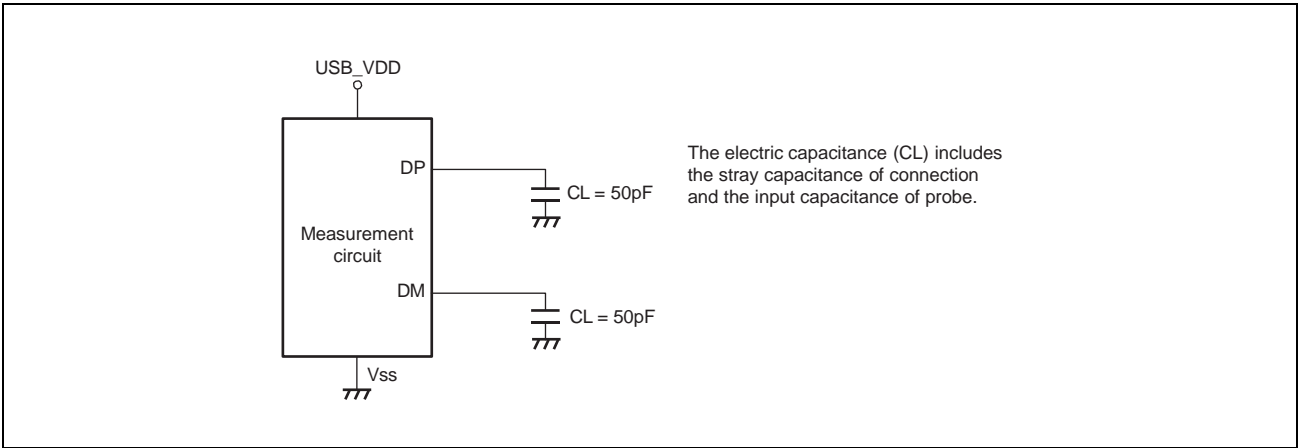 USB_VDD
DP
CL = 50pF
The electric capacitance (CL) includes
the stray capacitance of connection
and the input capacitance of probe.
Measurement
circuit
DM
CL = 50pF
Vss